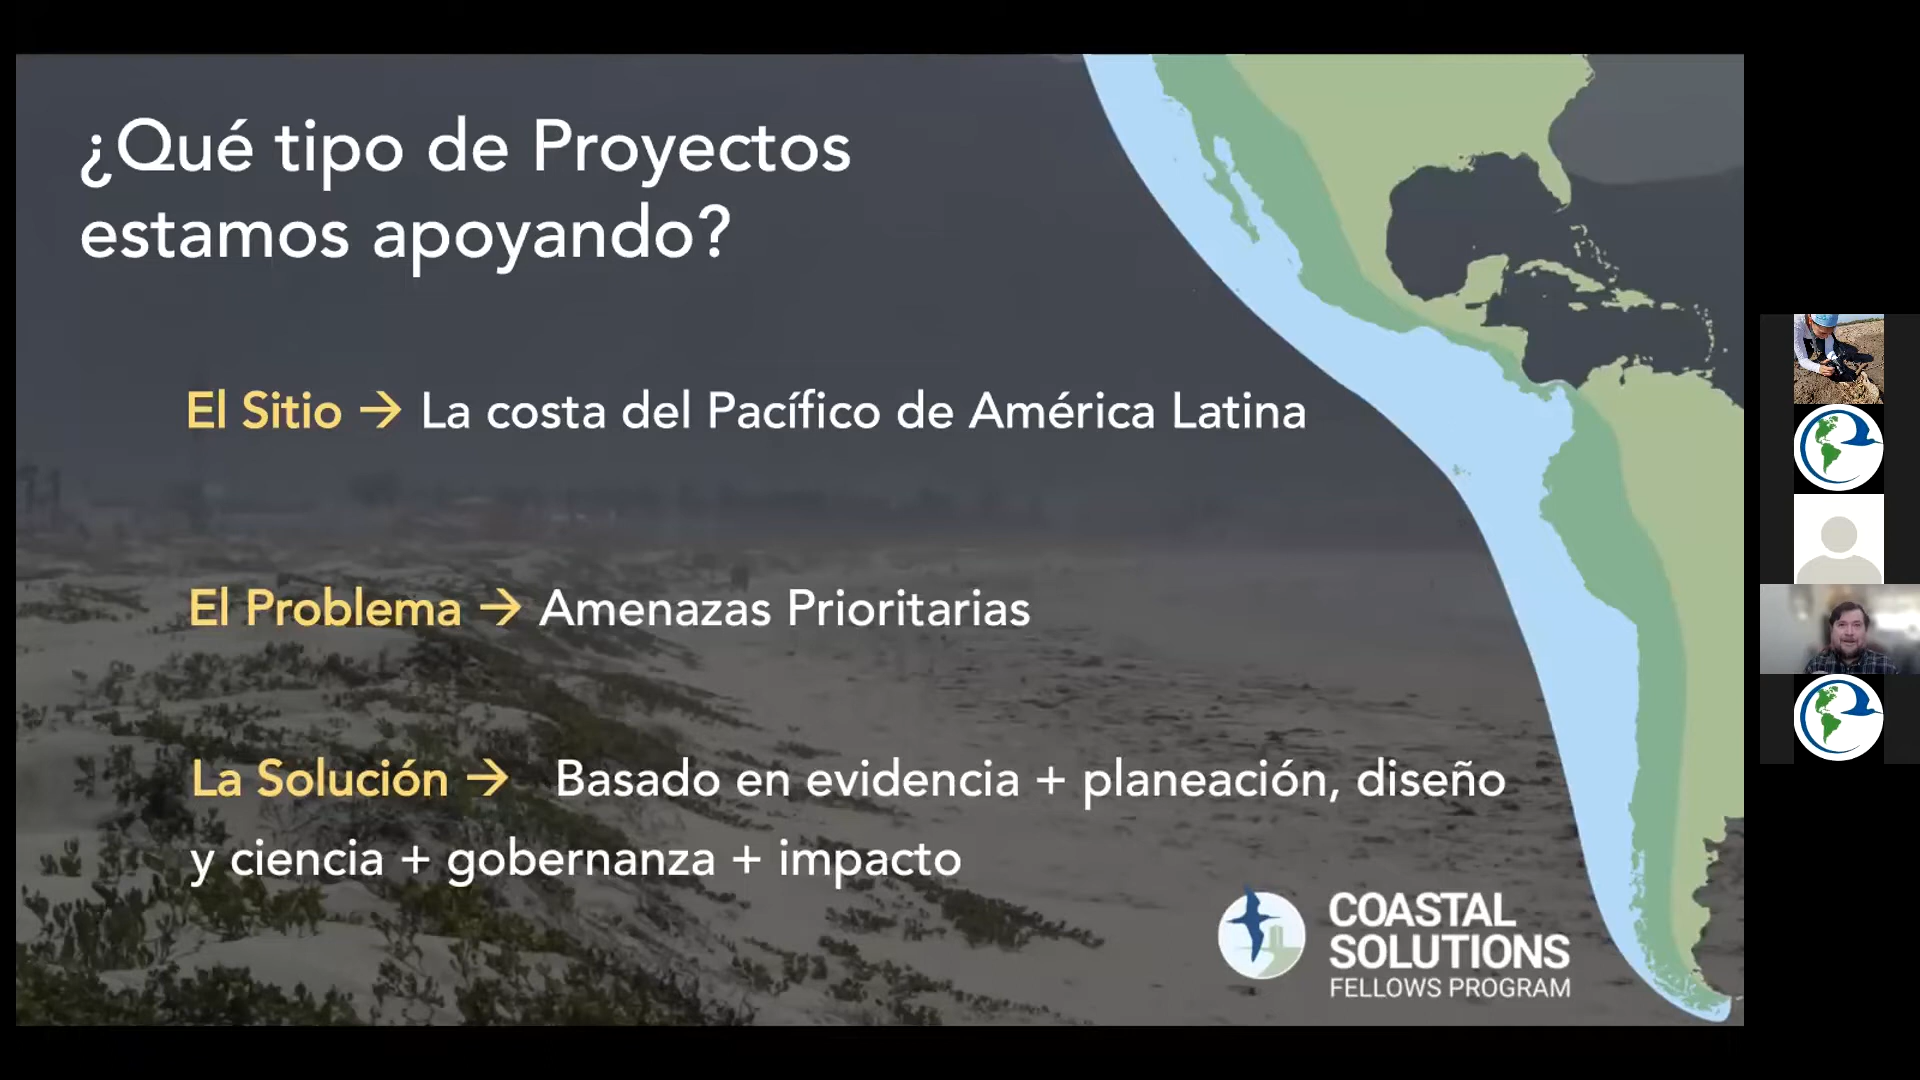 ¿Qué tipo de Proyectos
estamos apoyando?
El Sitio → La costa del Pacífico de América Latina
El Problema → Amenazas Prioritarias
La Solución → Basado en evidencia + planeación, diseño
y ciencia + gobernanza + impacto
COASTAL
SOLUTIONS
FELLOWS PROGRAM